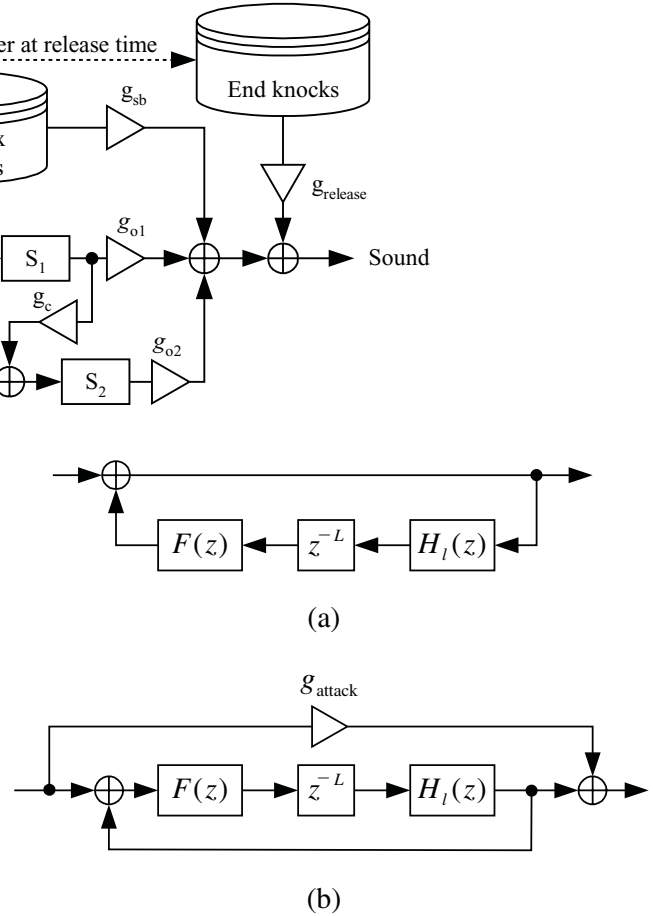 er at release time
End knocks
g_sb
x
s
g_release
g_o1
S_1
Sound
g_c
g_o2
S_2
F(z) z^{-L} H_l(z)
(a)
g_attack
F(z) z^{-L} H_l(z)
(b)